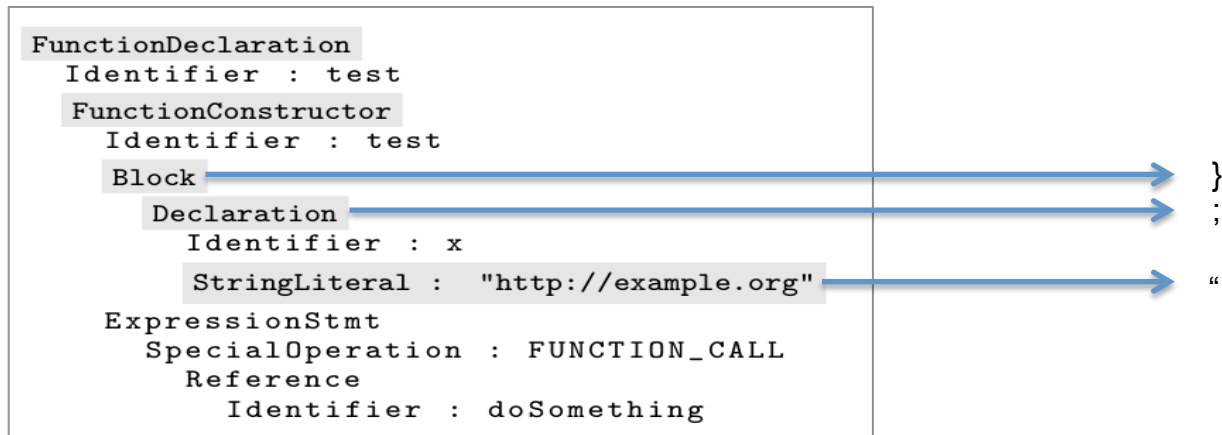 FunctionDeclaration
Identifier : test
FunctionConstructor
Identifier : test
Block }
Declaration ;
Identifier : x
StringLiteral : "http://example.org" “
ExpressionStmt
SpecialOperation : FUNCTION_CALL
Reference
Identifier : doSomething